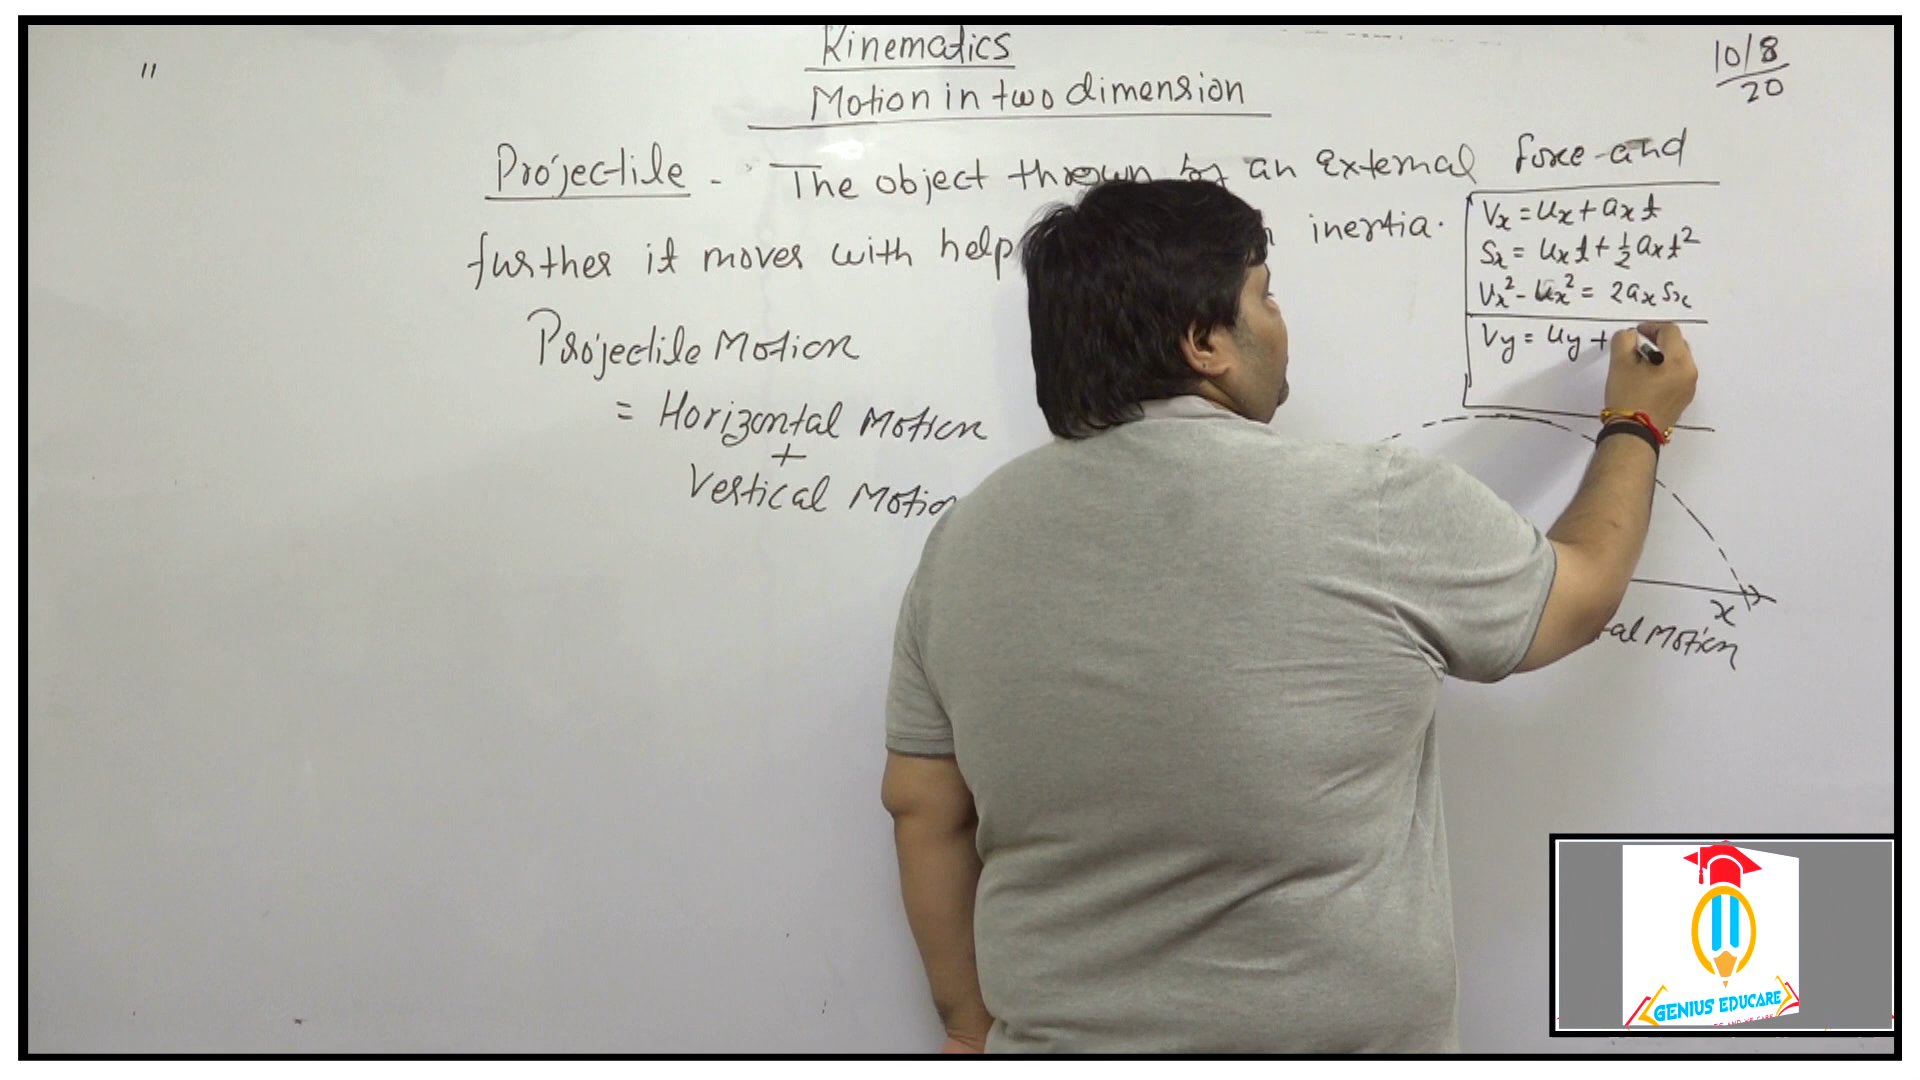 Kinematics
Motion in two dimension
10/8
20
"
Projectile - The object thrown by an external force and
further it moves with help inertia.
Projectile Motion
= Horizontal Motion
+
Vertical Motion
Vx = Ux + ax t
Sx = Ux t + 1/2 ax t²
Vx² - Ux² = 2ax Sx
Vy = Uy +
x
tal Motion
GENIUS EDUCARE